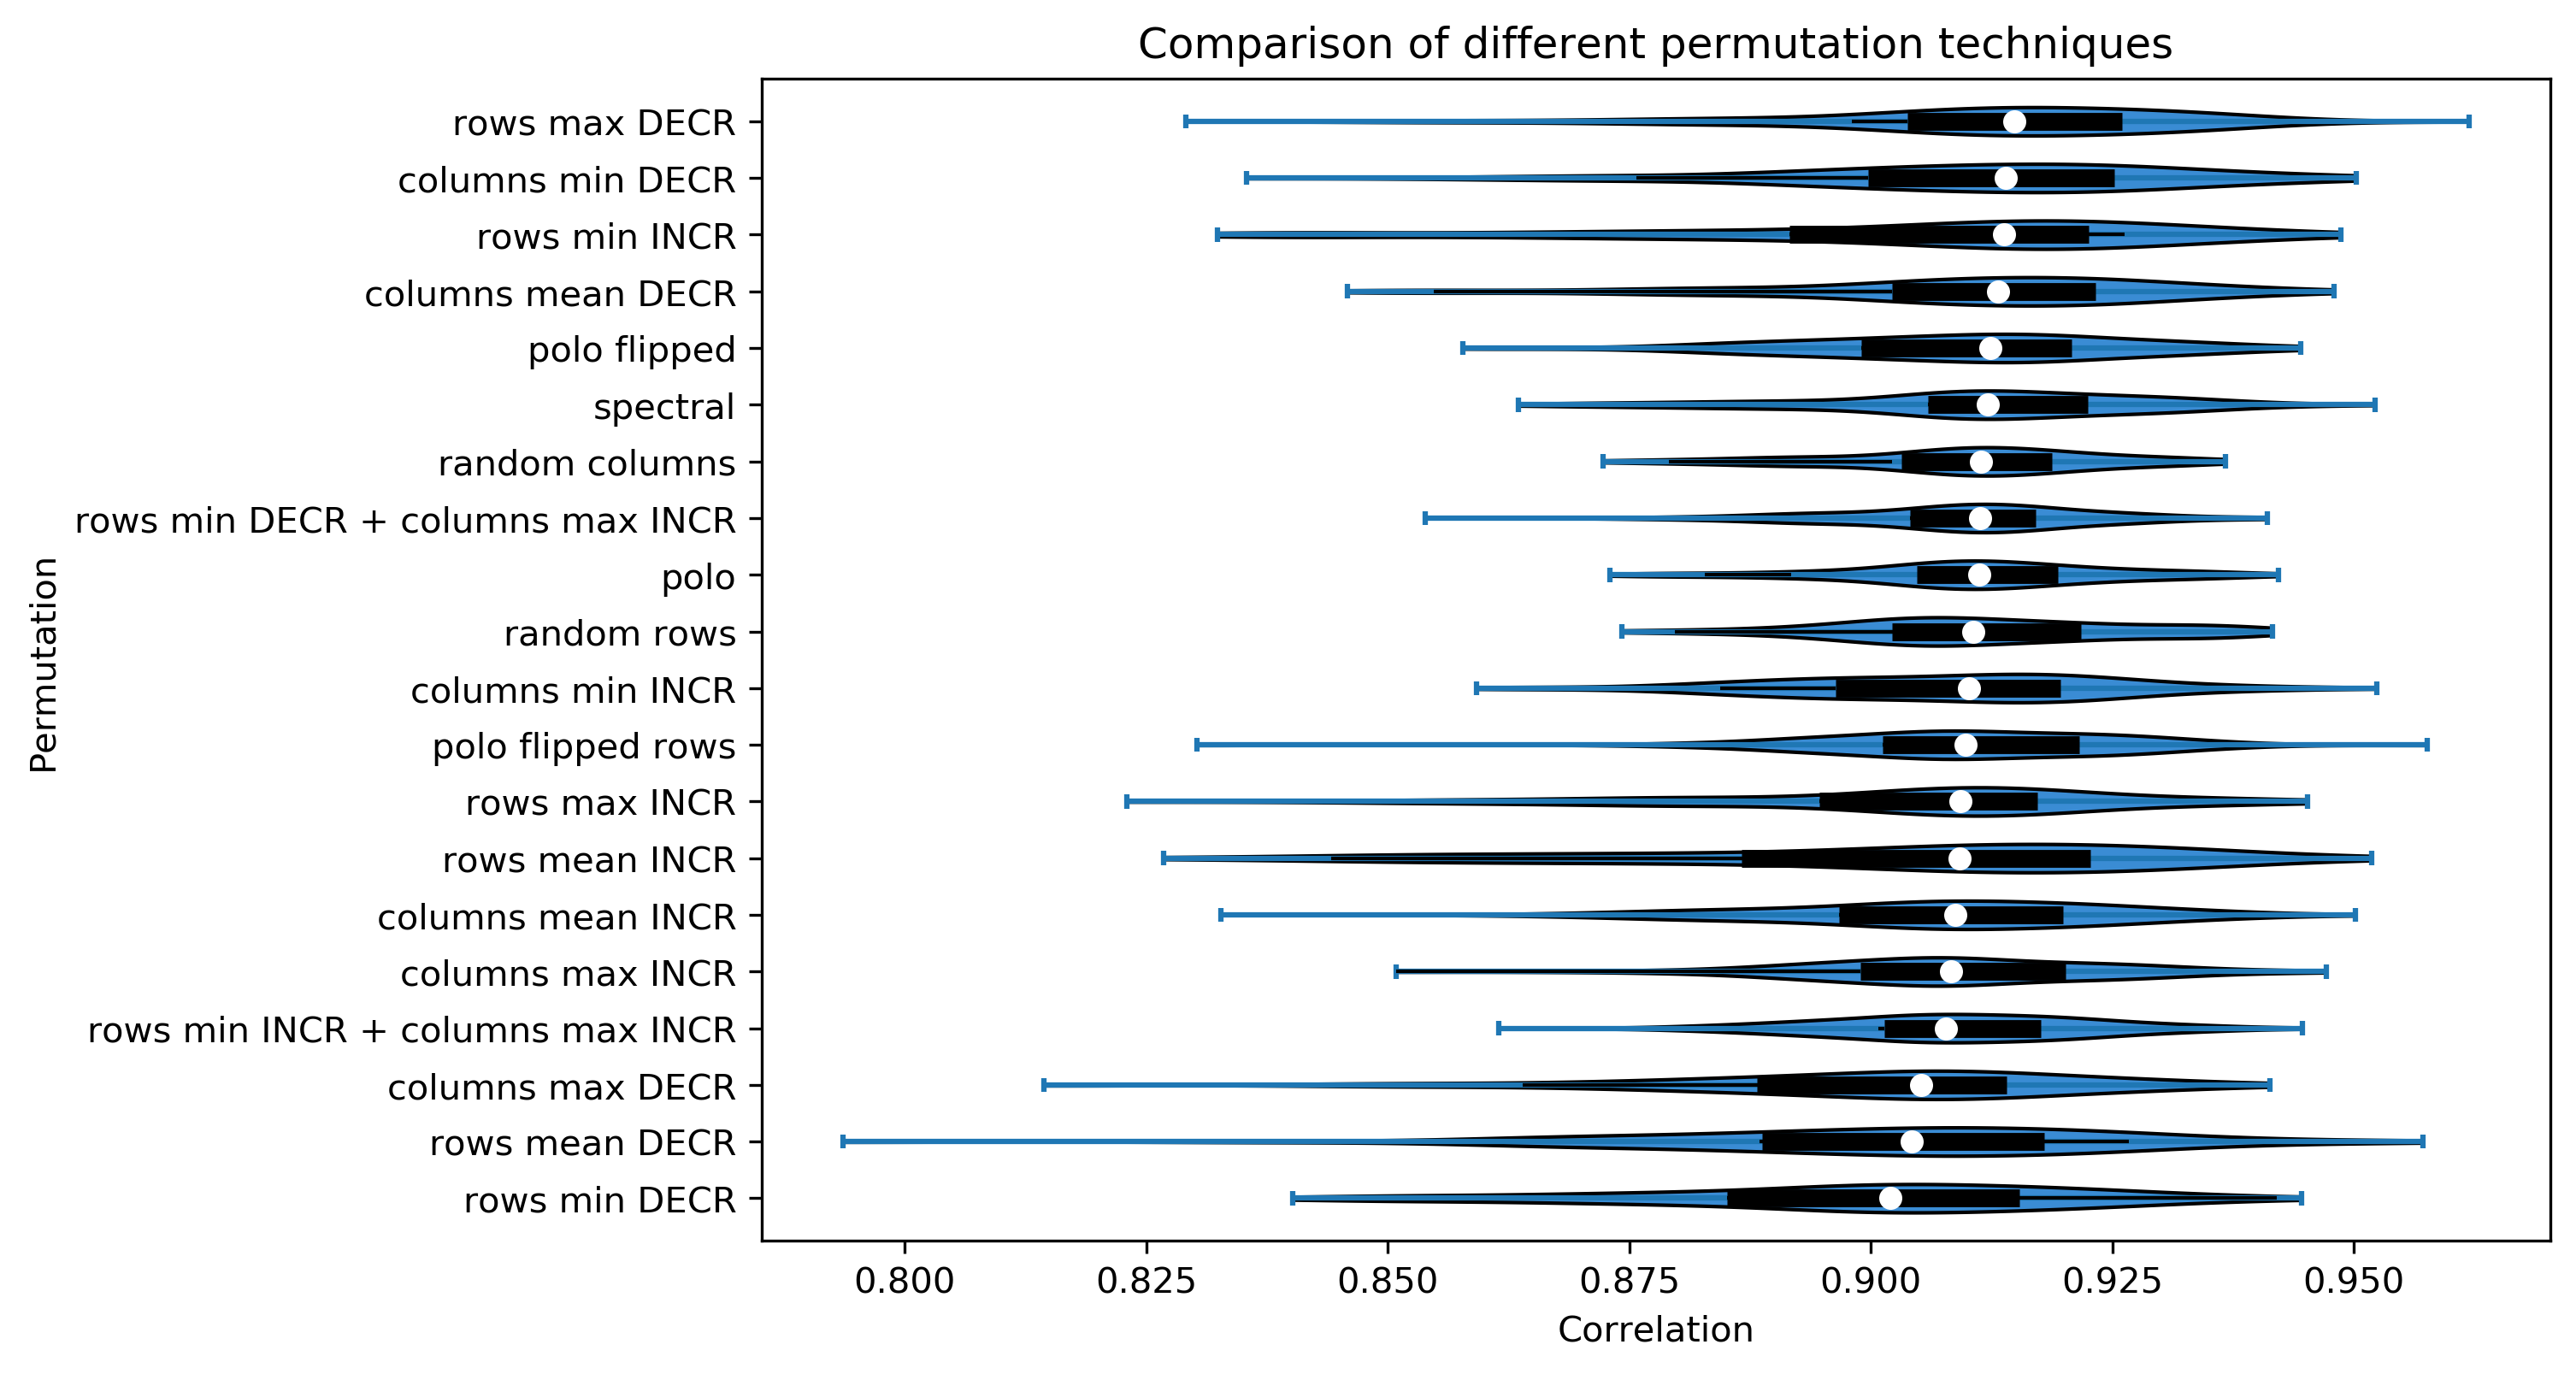 Comparison of different permutation techniques
rows max DECR
columns min DECR
rows min INCR
columns mean DECR
polo flipped
spectral
random columns
rows min DECR + columns max INCR
polo
random rows
columns min INCR
polo flipped rows
rows max INCR
rows mean INCR
columns mean INCR
columns max INCR
rows min INCR + columns max INCR
columns max DECR
rows mean DECR
rows min DECR
Permutation
0.800 0.825 0.850 0.875 0.900 0.925 0.950
Correlation